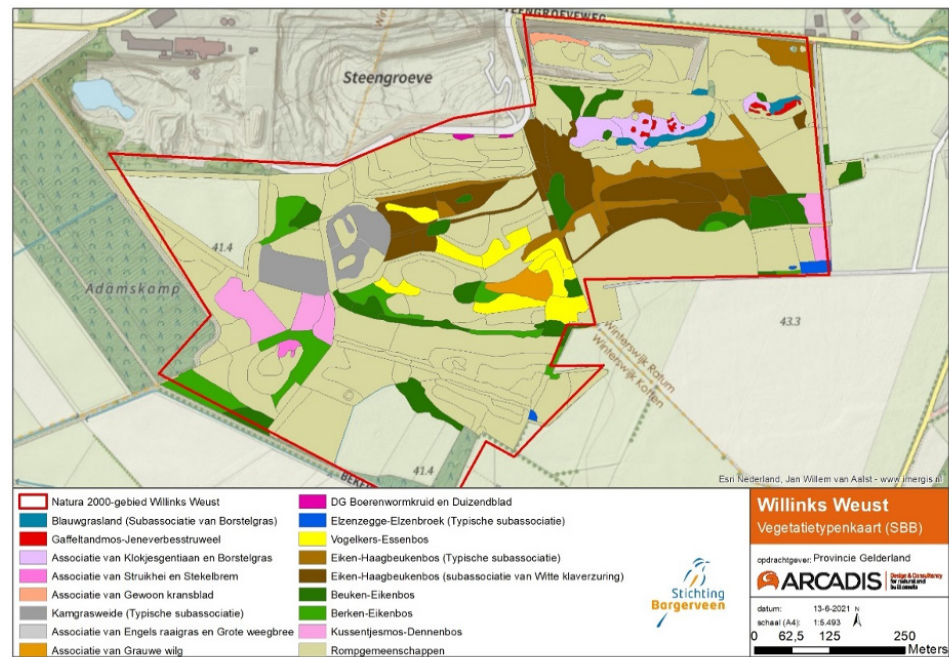 STEENGROEVEWEG
Steengroeve
41.4
Adamskamp
43.3
Winterswijk Ratum
Winterswijk Kotten
41.4
Esri Nederland, Jan Willem van Aalst - www.imergis.nl
Natura 2000-gebied Willinks Weust
Blauwgrasland (Subassociatie van Borstelgras)
Gaffeltandmos-Jeneverbesstruweel
Associatie van Klokjesgentiaan en Borstelgras
Associatie van Struikhei en Stekelbrem
Associatie van Gewoon kransblad
Kamgrasweide (Typische subassociatie)
Associatie van Engels raaigras en Grote weegbree
Associatie van Grauwe wilg
DG Boerenwormkruid en Duizendblad
Elzenzegge-Elzenbroek (Typische subassociatie)
Vogelkers-Essenbos
Eiken-Haagbeukenbos (Typische subassociatie)
Eiken-Haagbeukenbos (subassociatie van Witte klaverzuring)
Beuken-Eikenbos
Berken-Eikenbos
Kussentjesmos-Dennenbos
Rompgemeenschappen
Stichting
Bargerveen
Willinks Weust
Vegetatietypenkaart (SBB)
opdrachtgever: Provincie Gelderland
ARCADIS Design & Consultancy
for natural and
built assets
datum: 13-6-2021 N
schaal (A4): 1:5.493
0 62,5 125 250
Meters